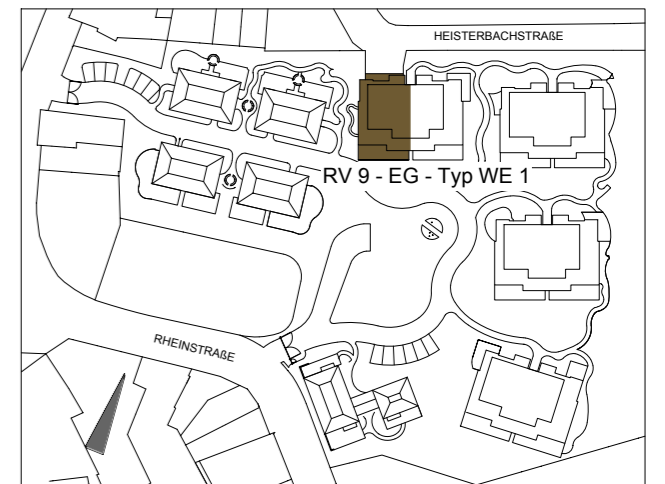 HEISTERBACHSTRAßE
RV 9 - EG - Typ WE 1
RHEINSTRAßE